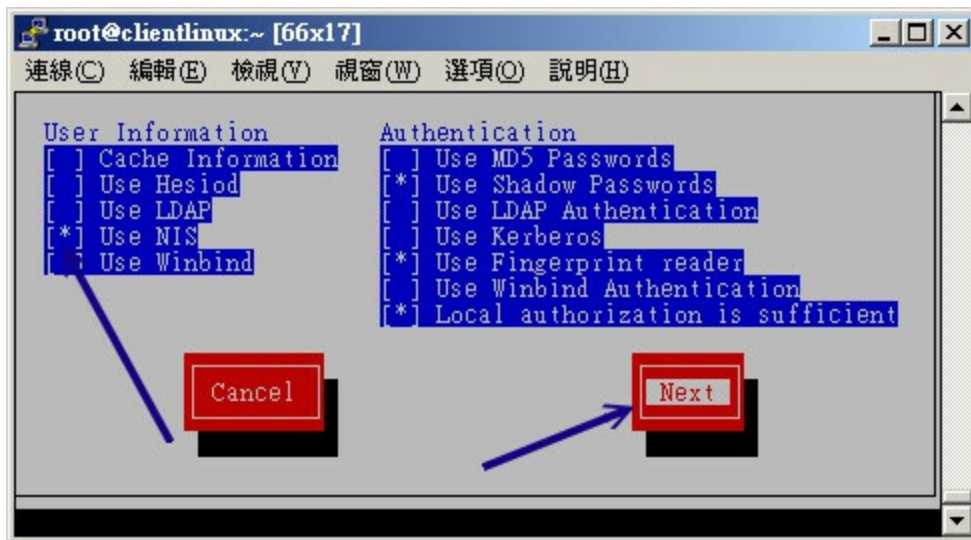 root@clientlinux:~ [66x17]
連線(C) 編輯(E) 檢視(V) 視窗(W) 選項(O) 說明(H)
User Information
[ ] Cache Information
[ ] Use Hesiod
[ ] Use LDAP
[*] Use NIS
[ ] Use Winbind
Authentication
[ ] Use MD5 Passwords
[*] Use Shadow Passwords
[ ] Use LDAP Authentication
[ ] Use Kerberos
[*] Use Fingerprint reader
[ ] Use Winbind Authentication
[*] Local authorization is sufficient
Cancel
Next